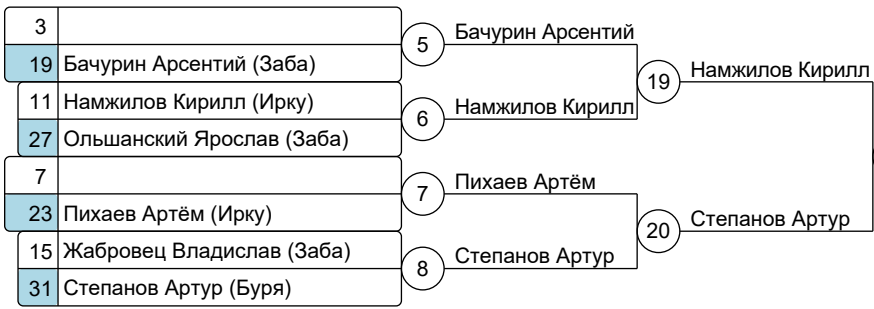 3
19 Бачурин Арсентий (Заба)
11 Намжилов Кирилл (Ирку)
27 Ольшанский Ярослав (Заба)
7
23 Пихаев Артём (Ирку)
15 Жабровец Владислав (Заба)
31 Степанов Артур (Буря)
5
Бачурин Арсентий
6
Намжилов Кирилл
7
Пихаев Артём
8
Степанов Артур
19
Намжилов Кирилл
20
Степанов Артур